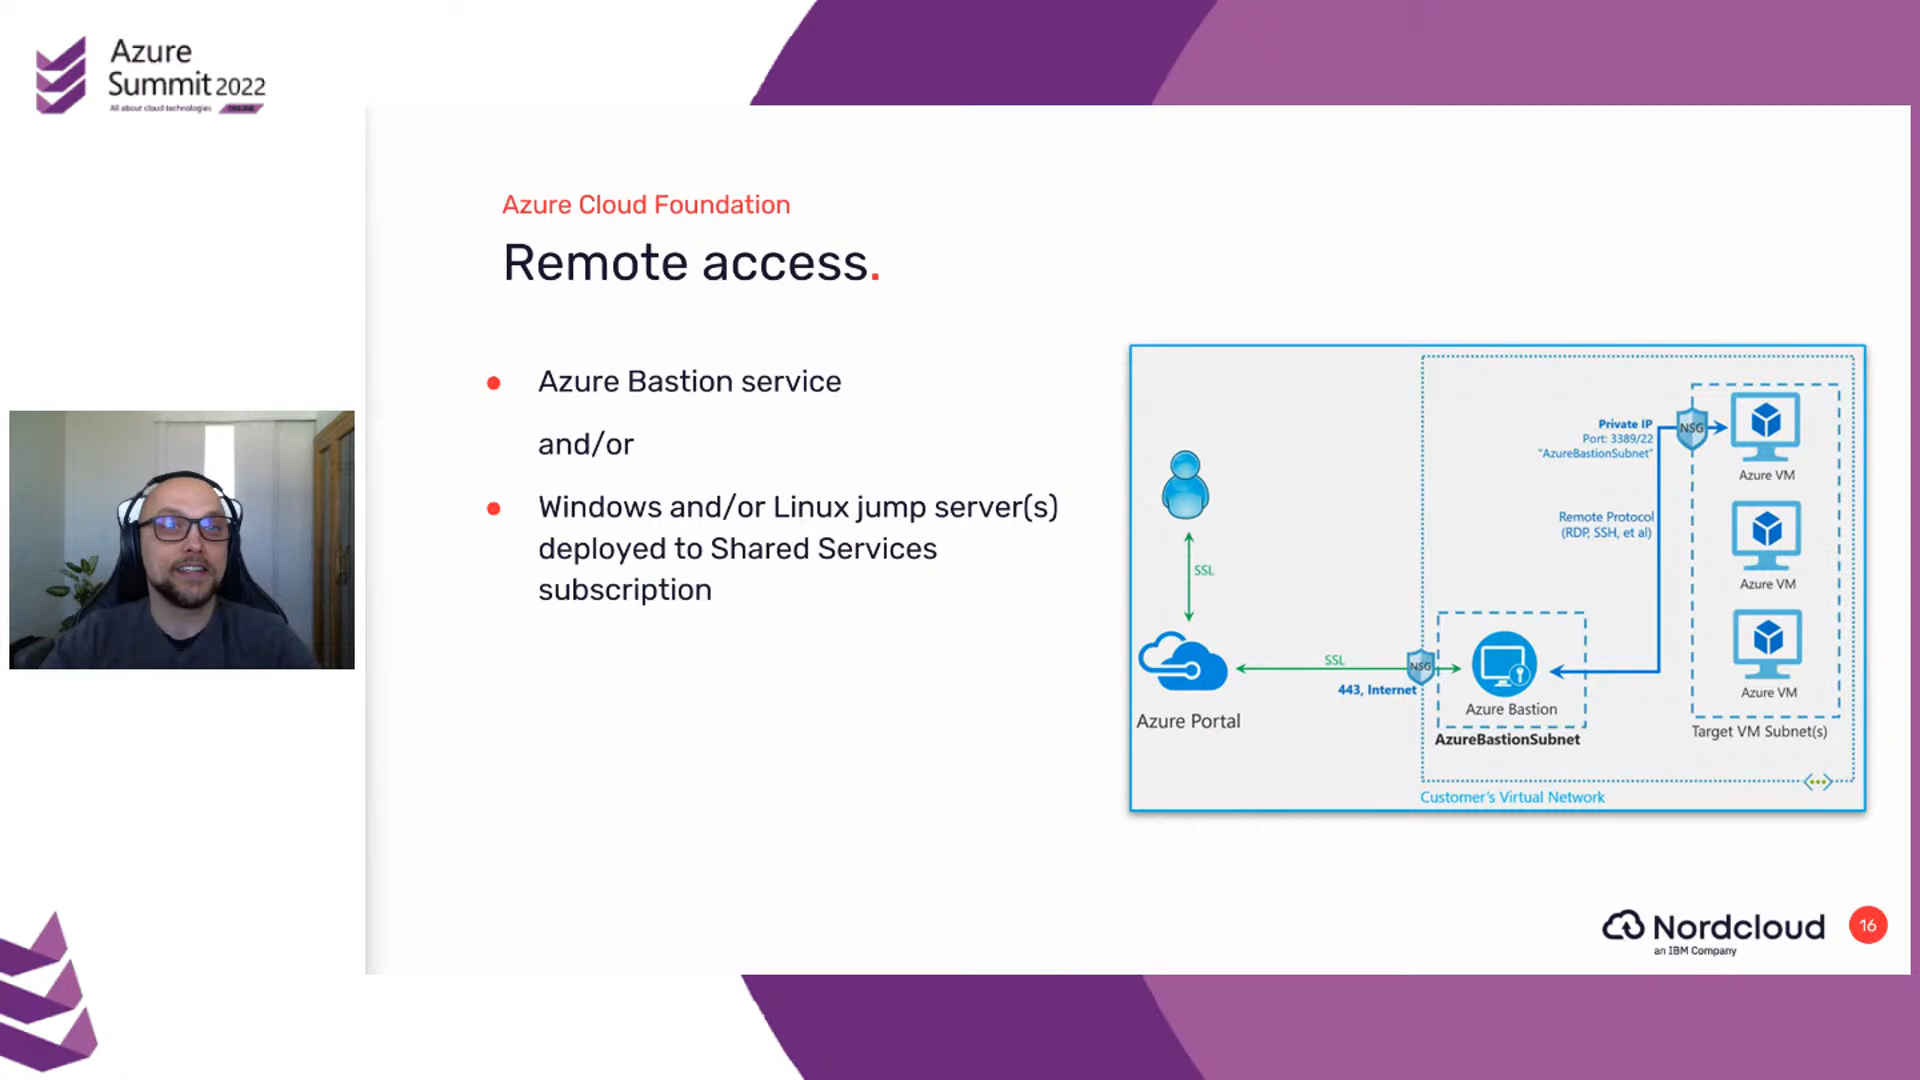 Azure
Summit 2022
All about cloud technologies ONLINE
Azure Cloud Foundation
Remote access.
Azure Bastion service
and/or
Windows and/or Linux jump server(s)
deployed to Shared Services
subscription
Private IP
Port: 3389/22
"AzureBastionSubnet"
NSG
Azure VM
Remote Protocol
(RDP, SSH, et al)
Azure VM
SSL
SSL
NSG
443, Internet
Azure VM
Azure Bastion
Azure Portal
AzureBastionSubnet
Target VM Subnet(s)
Customer's Virtual Network
Nordcloud
an IBM Company
16